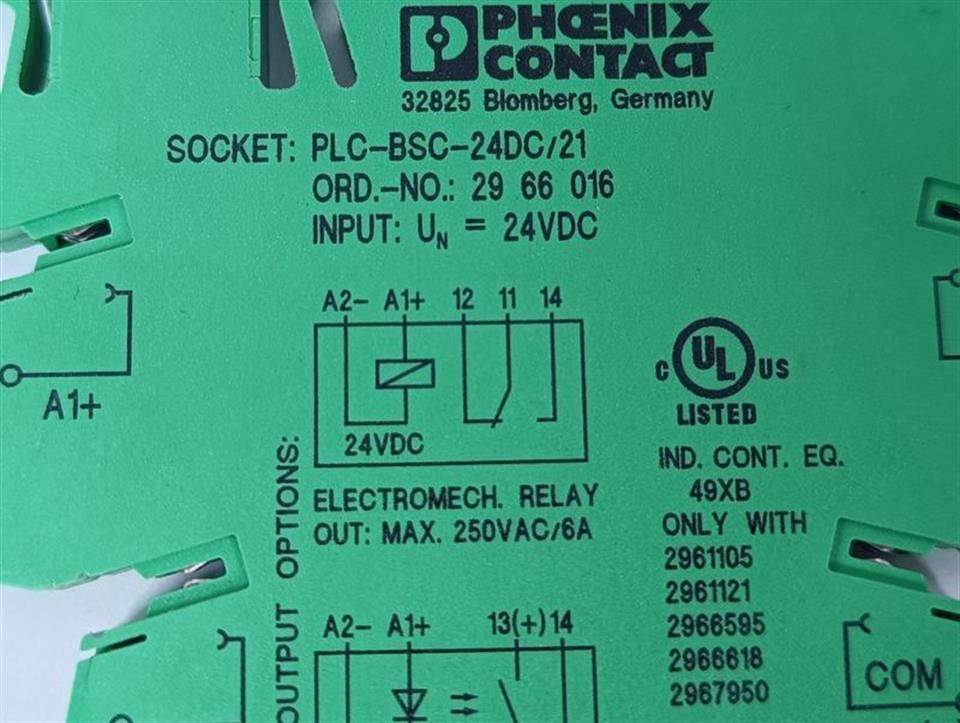 PHŒNIX
CONTACT
32825 Blomberg, Germany
SOCKET: PLC-BSC-24DC/21
ORD.-NO.: 29 66 016
INPUT: UN = 24VDC
A2- A1+ 12 11 14
A1+
24VDC
C UL US
LISTED
OUTPUT OPTIONS:
ELECTROMECH. RELAY
OUT: MAX. 250VAC/6A
IND. CONT. EQ.
49XB
ONLY WITH
2961105
2961121
2966595
2966618
2967950
A2- A1+ 13(+) 14
COM